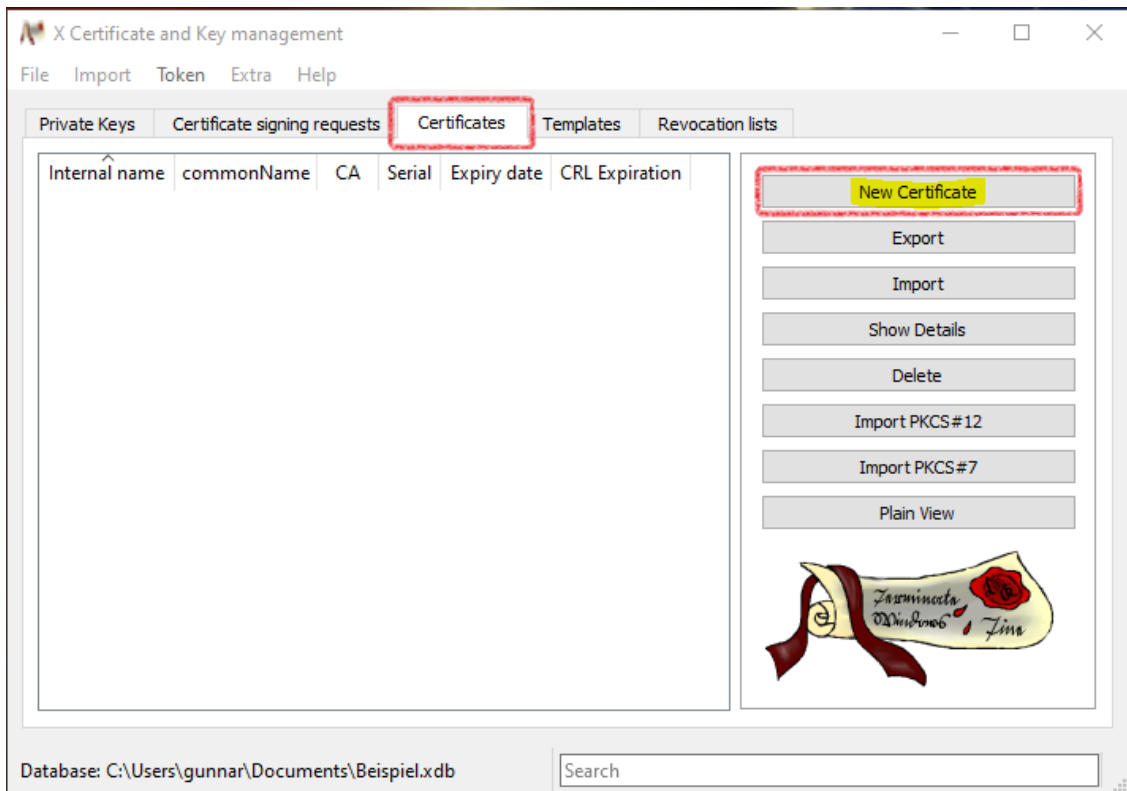 X Certificate and Key management
File Import Token Extra Help
Private Keys Certificate signing requests Certificates Templates Revocation lists
Internal name commonName CA Serial Expiry date CRL Expiration
New Certificate
Export
Import
Show Details
Delete
Import PKCS#12
Import PKCS#7
Plain View
Windows
Database: C:\Users\gunnar\Documents\Beispiel.xdb
Search